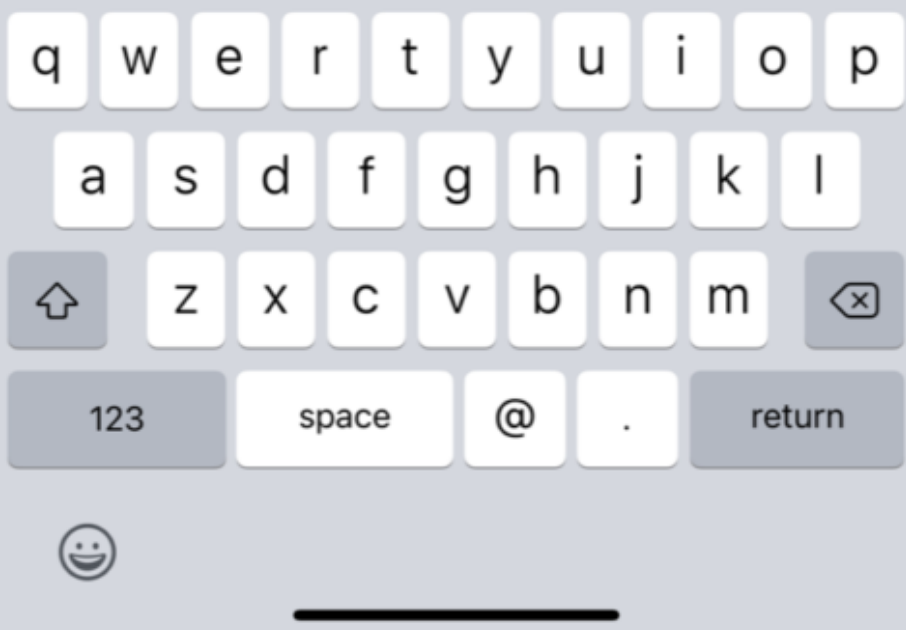 q w e r t y u i o p
a s d f g h j k l
z x c v b n m
123 space @ . return